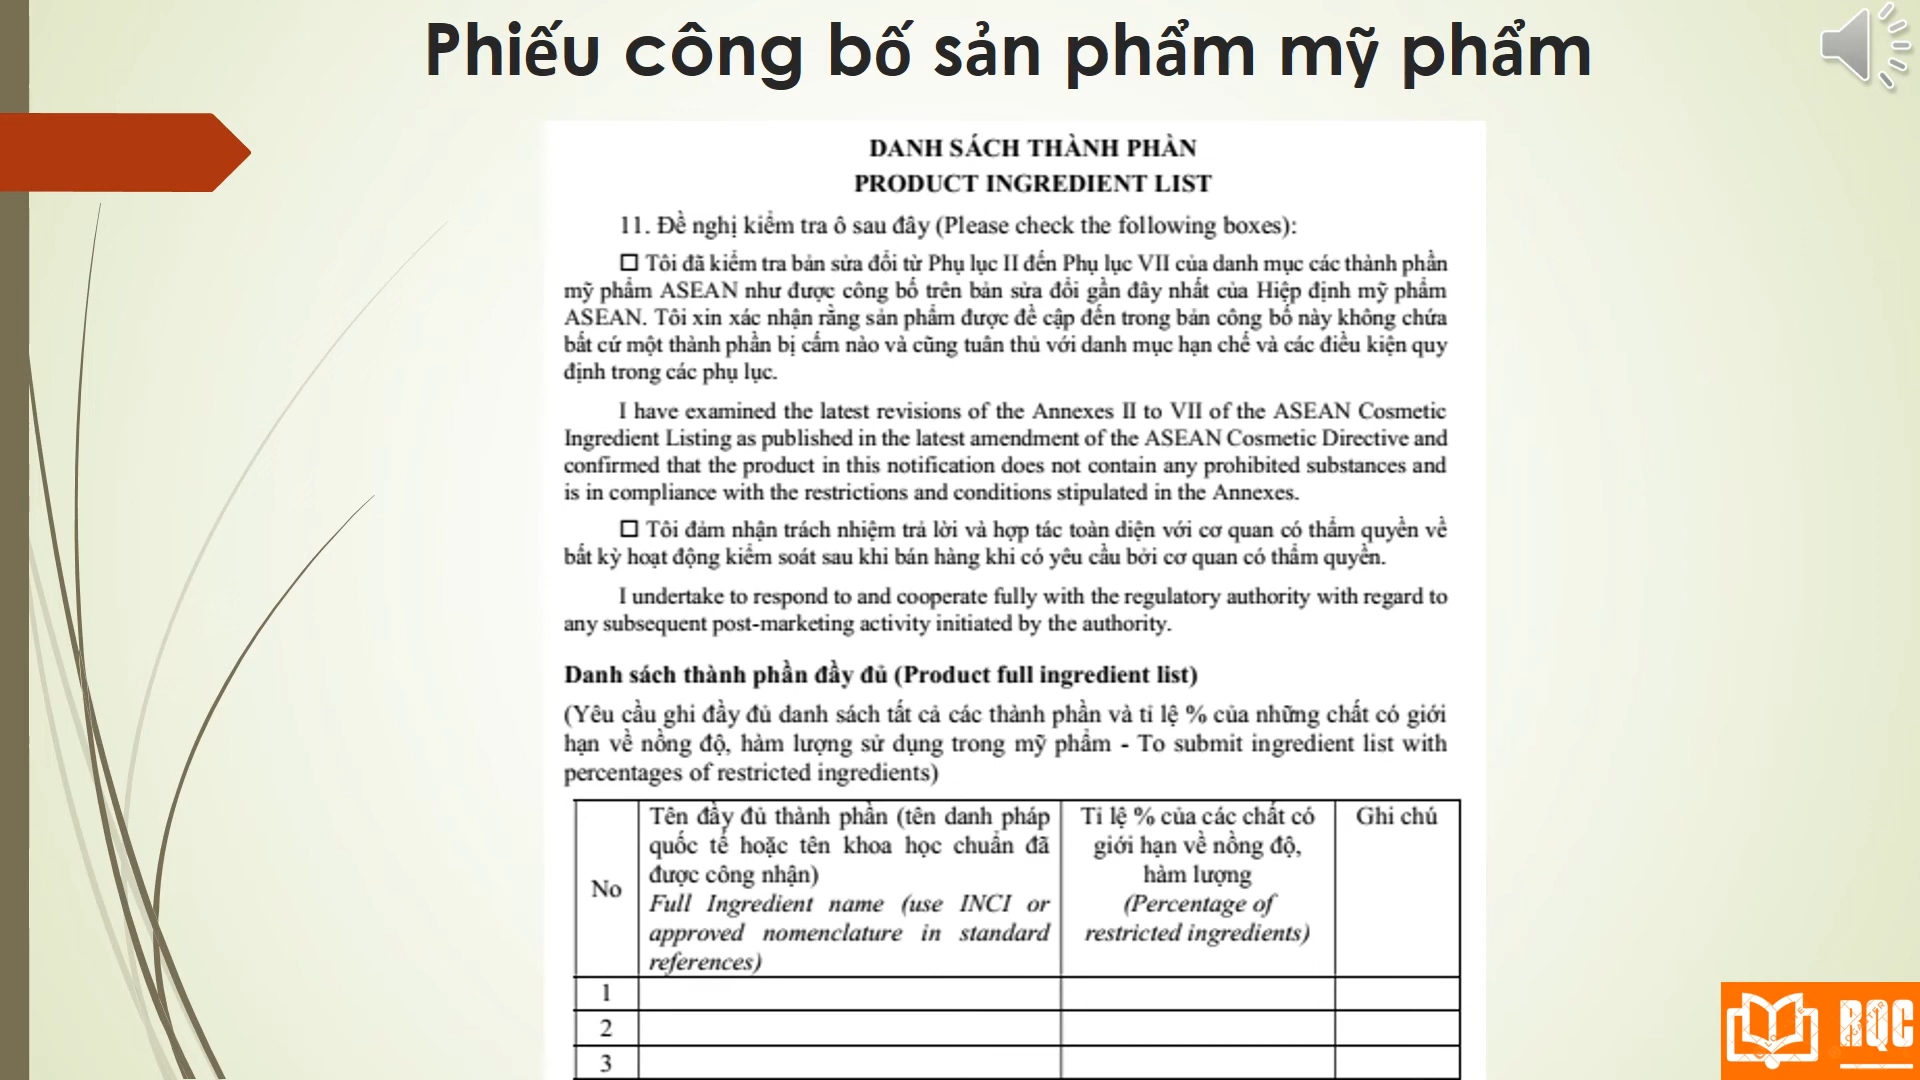 Phiếu công bố sản phẩm mỹ phẩm
DANH SÁCH THÀNH PHẦN
PRODUCT INGREDIENT LIST
11. Đề nghị kiểm tra ô sau đây (Please check the following boxes):
☐ Tôi đã kiểm tra bản sửa đổi từ Phụ lục II đến Phụ lục VII của danh mục các thành phần
mỹ phẩm ASEAN như được công bố trên bản sửa đổi gần đây nhất của Hiệp định mỹ phẩm
ASEAN. Tôi xin xác nhận rằng sản phẩm được đề cập đến trong bản công bố này không chứa
bất cứ một thành phần bị cấm nào và cũng tuân thủ với danh mục hạn chế và các điều kiện quy
định trong các phụ lục.
I have examined the latest revisions of the Annexes II to VII of the ASEAN Cosmetic
Ingredient Listing as published in the latest amendment of the ASEAN Cosmetic Directive and
confirmed that the product in this notification does not contain any prohibited substances and
is in compliance with the restrictions and conditions stipulated in the Annexes.
☐ Tôi đảm nhận trách nhiệm trả lời và hợp tác toàn diện với cơ quan có thẩm quyền về
bất kỳ hoạt động kiểm soát sau khi bán hàng khi có yêu cầu bởi cơ quan có thẩm quyền.
I undertake to respond to and cooperate fully with the regulatory authority with regard to
any subsequent post-marketing activity initiated by the authority.
Danh sách thành phần đầy đủ (Product full ingredient list)
(Yêu cầu ghi đầy đủ danh sách tất cả các thành phần và tỉ lệ % của những chất có giới
hạn về nồng độ, hàm lượng sử dụng trong mỹ phẩm - To submit ingredient list with
percentages of restricted ingredients)
No
Tên đầy đủ thành phần (tên danh pháp
quốc tế hoặc tên khoa học chuẩn đã
được công nhận)
Full Ingredient name (use INCI or
approved nomenclature in standard
references)
Tỉ lệ % của các chất có
giới hạn về nồng độ,
hàm lượng
(Percentage of
restricted ingredients)
Ghi chú
1
2
3
RQC